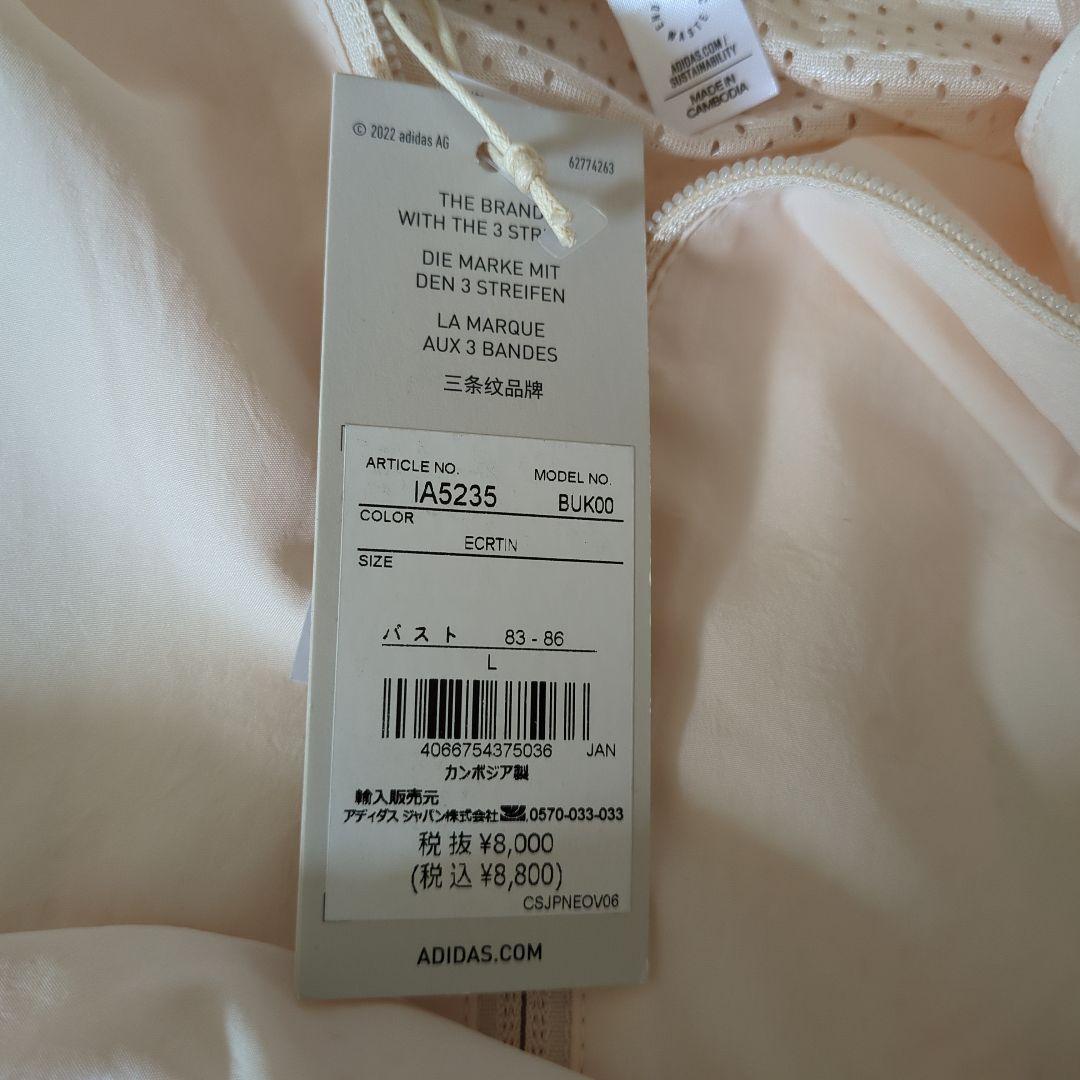 WASTE
ADIDAS.COM/
SUSTAINABILITY
MADE IN
CAMBODIA
© 2022 adidas AG
62774263
THE BRAND
WITH THE 3
DIE MARKE MIT
DEN 3 STREIFEN
LA MARQUE
AUX 3 BANDES
三条纹品牌
ARTICLE NO. MODEL NO.
IA5235 BUK00
COLOR
ECRTIN
SIZE
バスト 83 - 86
L
4066754375036 JAN
カンボジア製
輸入販売元
アディダス ジャパン株式会社 0570-033-033
税 抜 ¥8,000
(税 込 ¥8,800)
CSJPNEOV06
ADIDAS.COM